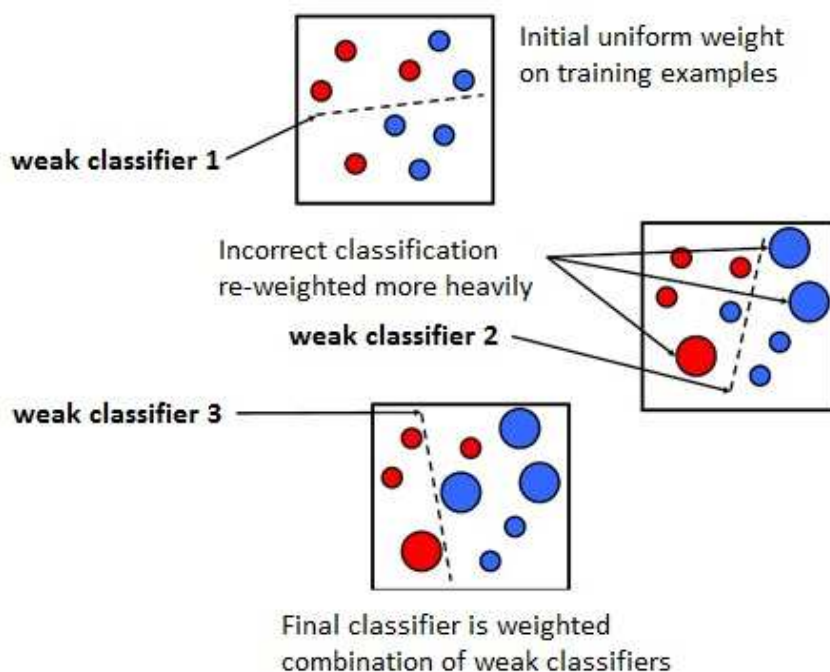 Initial uniform weight
on training examples
weak classifier 1
Incorrect classification
re-weighted more heavily
weak classifier 2
weak classifier 3
Final classifier is weighted
combination of weak classifiers